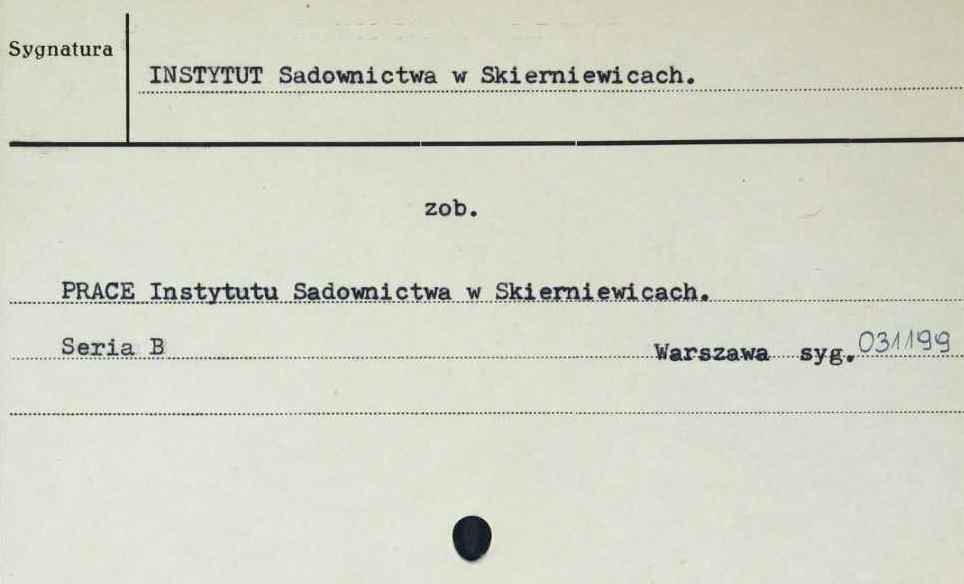 Sygnatura
INSTYTUT Sadownictwa w Skierniewicach.
zob.
PRACE Instytutu Sadownictwa w Skierniewicach.
Seria B Warszawa syg. 031199